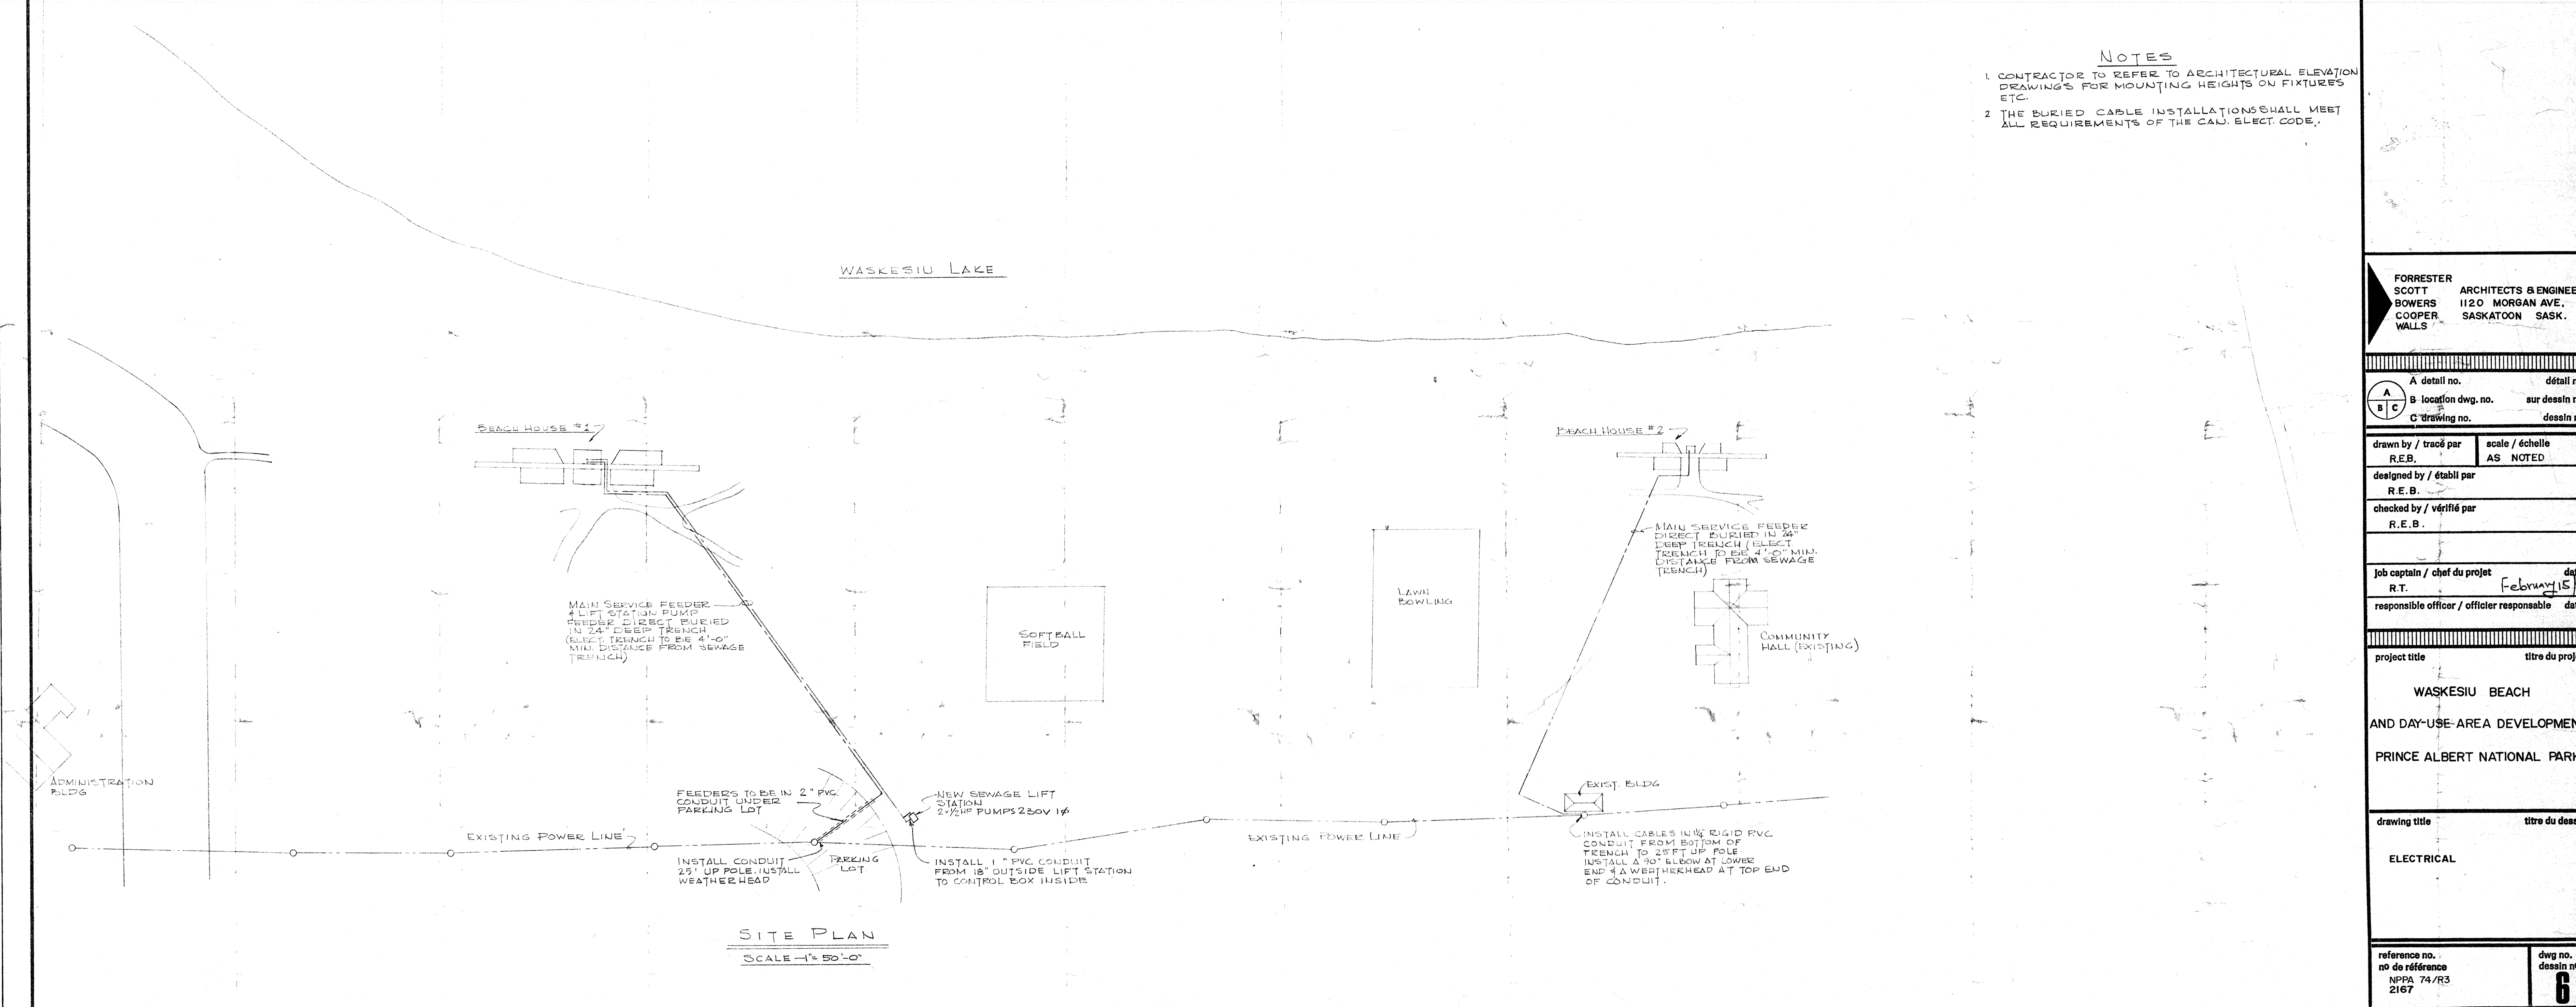 NOTES
1. CONTRACTOR TO REFER TO ARCHITECTURAL ELEVATION
DRAWINGS FOR MOUNTING HEIGHTS ON FIXTURES
ETC.
2 THE BURIED CABLE INSTALLATIONS SHALL MEET
ALL REQUIREMENTS OF THE CAN. ELECT. CODE.
WASKESIU LAKE
BEACH HOUSE #1
BEACH HOUSE #2
MAIN SERVICE FEEDER
DIRECT BURIED IN 24"
DEEP TRENCH (ELECT.
TRENCH TO BE 4'-0" MIN.
DISTANCE FROM SEWAGE
TRENCH)
MAIN SERVICE FEEDER
& LIFT STATION PUMP
FEEDER DIRECT BURIED
IN 24" DEEP TRENCH
(ELECT. TRENCH TO BE 4'-0"
MIN. DISTANCE FROM SEWAGE
TRENCH)
SOFTBALL
FIELD
LAWN
BOWLING
COMMUNITY
HALL (EXISTING)
ADMINISTRATION
BLDG
FEEDERS TO BE IN 2" PVC.
CONDUIT UNDER
PARKING LOT
NEW SEWAGE LIFT
STATION
2-½HP PUMPS 230V 1ϕ
EXIST. BLDG
EXISTING POWER LINE
EXISTING POWER LINE
INSTALL CONDUIT
25' UP POLE. INSTALL
WEATHERHEAD
PARKING
LOT
INSTALL 1" PVC CONDUIT
FROM 18" OUTSIDE LIFT STATION
TO CONTROL BOX INSIDE
INSTALL CABLES IN 1¼" RIGID P.V.C.
CONDUIT FROM BOTTOM OF
TRENCH TO 25FT UP POLE
INSTALL A 90° ELBOW AT LOWER
END & A WEATHERHEAD AT TOP END
OF CONDUIT.
SITE PLAN
SCALE - 1"= 50'-0"
FORRESTER
SCOTT ARCHITECTS & ENGINEE
BOWERS 1120 MORGAN AVE.
COOPER SASKATOON SASK.
WALLS
A
B C
A detail no. détail n
B location dwg. no. sur dessin n
C drawing no. dessin n
drawn by / tracé par scale / échelle
R.E.B. AS NOTED
designed by / établi par
R.E.B.
checked by / vérifié par
R.E.B.
job captain / chef du projet da
R.T. February 15
responsible officer / officier responsable da
project title titre du proj
WASKESIU BEACH
AND DAY-USE AREA DEVELOPMEN
PRINCE ALBERT NATIONAL PARK
drawing title titre du dess
ELECTRICAL
reference no. dwg no.
no de référence dessin n
NPPA 74/R3
2167
6